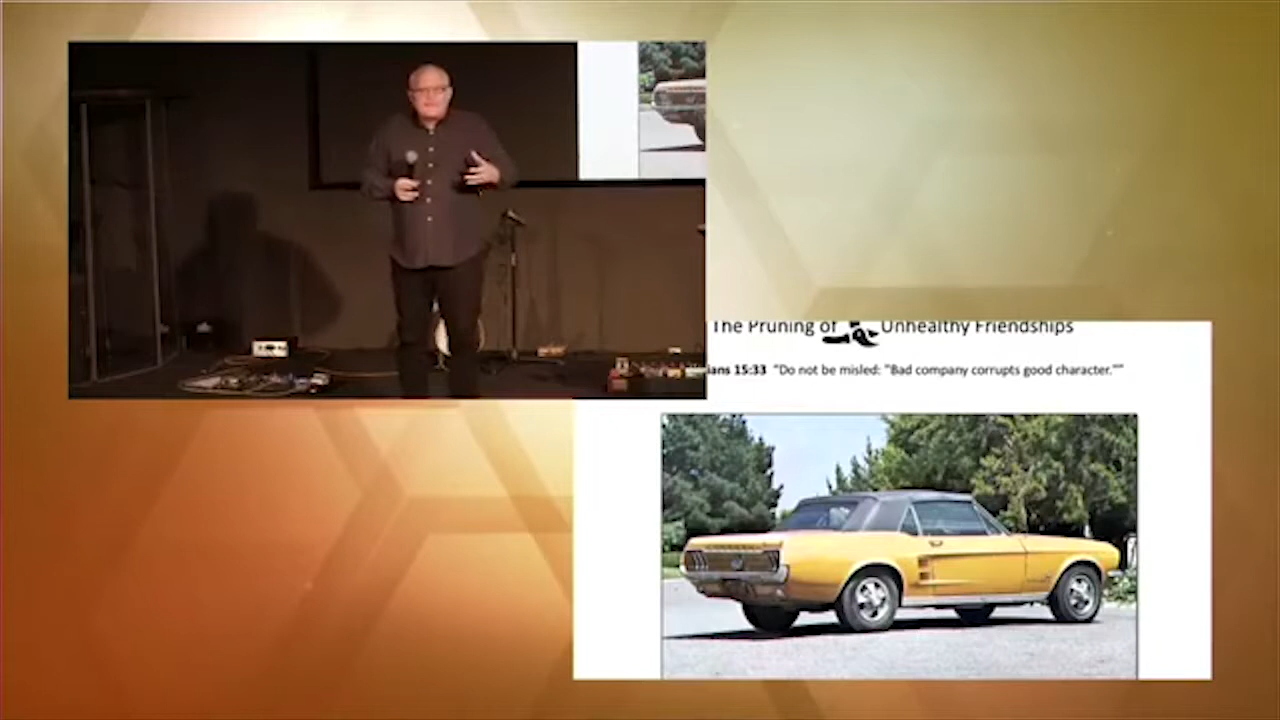 The Pruning of Unhealthy Friendships
ians 15:33 "Do not be misled: "Bad company corrupts good character.""